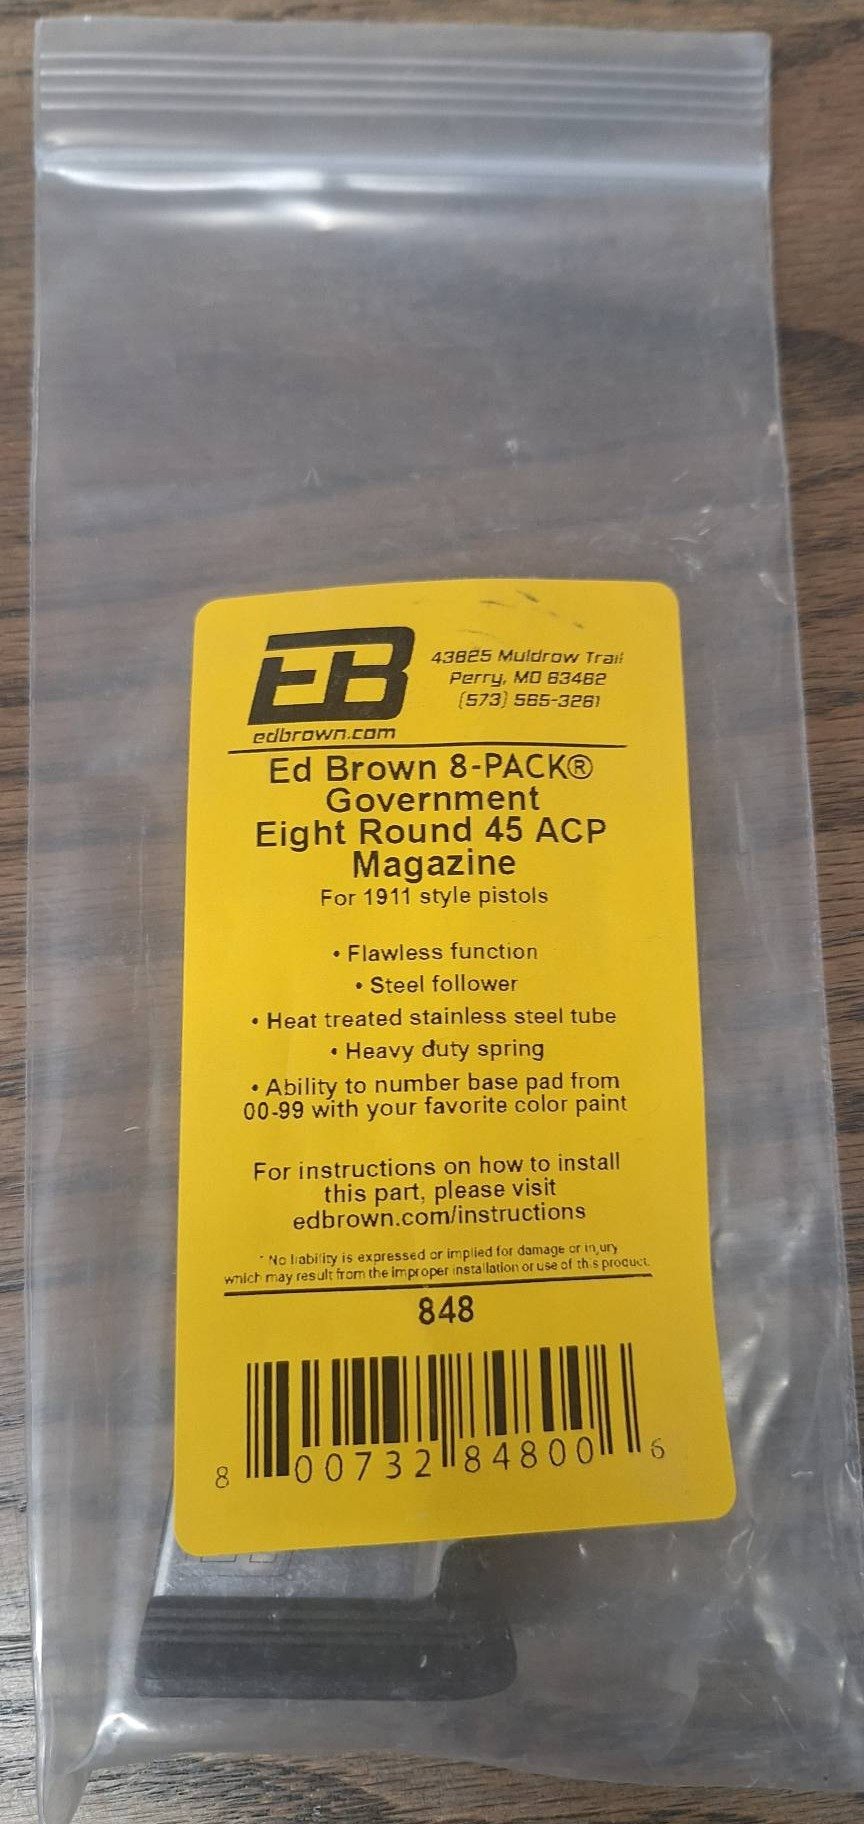 EB
43825 Muldrow Trail
Perry, MO 63462
(573) 565-3261
edbrown.com
Ed Brown 8-PACK®
Government
Eight Round 45 ACP
Magazine
For 1911 style pistols
• Flawless function
• Steel follower
• Heat treated stainless steel tube
• Heavy duty spring
• Ability to number base pad from
00-99 with your favorite color paint
For instructions on how to install
this part, please visit
edbrown.com/instructions
* No liability is expressed or implied for damage or injury
which may result from the improper installation or use of this product.
848
8 00732 84800 6